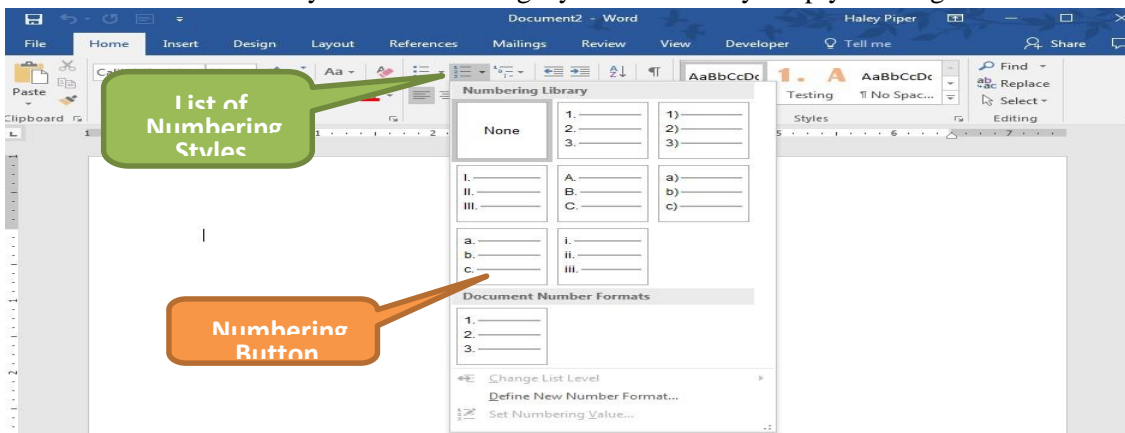 Document2 - Word
Haley Piper
File Home Insert Design Layout References Mailings Review View Developer Tell me Share
Paste
Clipboard
Aa
AaBbCcDc
1.
A
AaBbCcDc
Testing
¶ No Spac...
Styles
Find
Replace
Select
Editing
List of
Numbering
Styles
Numbering Library
None
1.
2.
3.
1)
2)
3)
I.
II.
III.
A.
B.
C.
a)
b)
c)
a.
b.
c.
i.
ii.
iii.
Numbering
Button
Document Number Formats
1.
2.
3.
Change List Level
Define New Number Format...
Set Numbering Value...